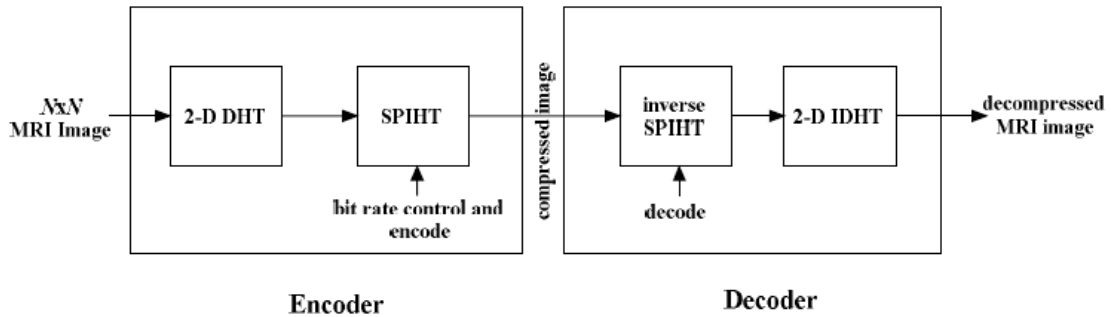 NxN
MRI Image
2-D DHT
SPIHT
bit rate control and
encode
compressed image
inverse
SPIHT
decode
2-D IDHT
decompressed
MRI image
Encoder
Decoder